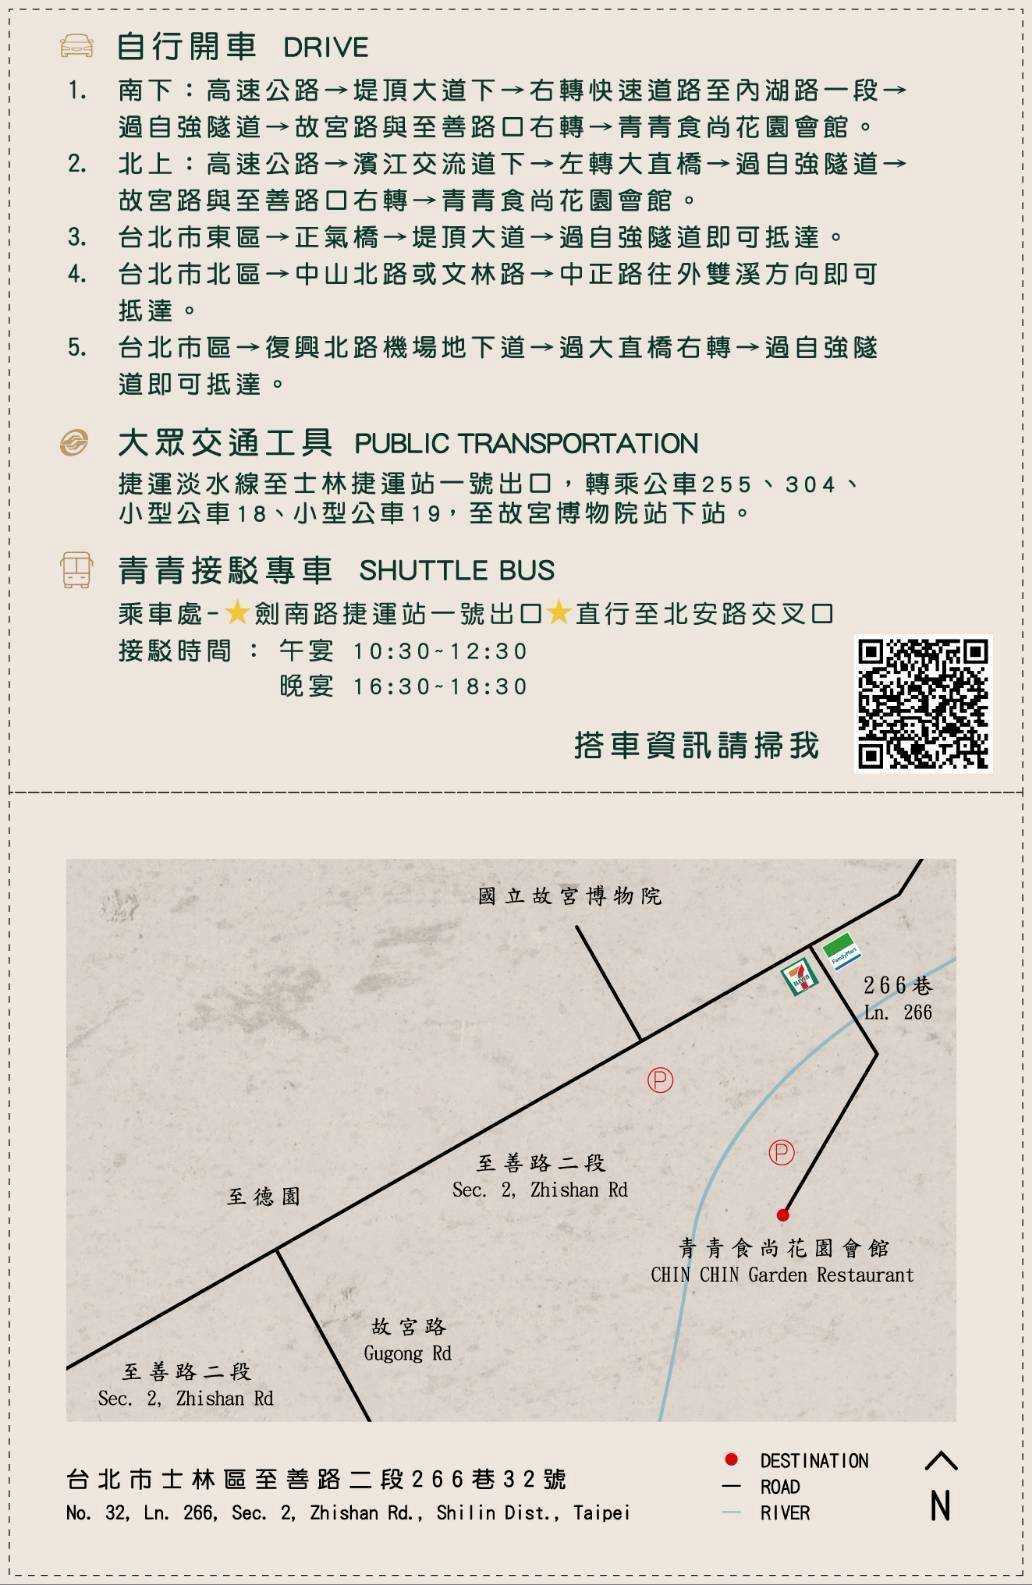 自行開車 DRIVE
1. 南下：高速公路→堤頂大道下→右轉快速道路至內湖路一段→
過自強隧道→故宮路與至善路口右轉→青青食尚花園會館。
2. 北上：高速公路→濱江交流道下→左轉大直橋→過自強隧道→
故宮路與至善路口右轉→青青食尚花園會館。
3. 台北市東區→正氣橋→堤頂大道→過自強隧道即可抵達。
4. 台北市北區→中山北路或文林路→中正路往外雙溪方向即可
抵達。
5. 台北市區→復興北路機場地下道→過大直橋右轉→過自強隧
道即可抵達。
大眾交通工具 PUBLIC TRANSPORTATION
捷運淡水線至士林捷運站一號出口，轉乘公車255、304、
小型公車18、小型公車19，至故宮博物院站下站。
青青接駁專車 SHUTTLE BUS
乘車處-★劍南路捷運站一號出口★直行至北安路交叉口
接駁時間：午宴 10:30~12:30
晚宴 16:30~18:30
搭車資訊請掃我
國立故宮博物院
FamilyMart
7-ELEVEN
266巷
Ln. 266
P
至善路二段
Sec. 2, Zhishan Rd
P
至德園
青青食尚花園會館
CHIN CHIN Garden Restaurant
故宮路
Gugong Rd
至善路二段
Sec. 2, Zhishan Rd
台北市士林區至善路二段266巷32號
No. 32, Ln. 266, Sec. 2, Zhishan Rd., Shilin Dist., Taipei
DESTINATION
ROAD
RIVER
N